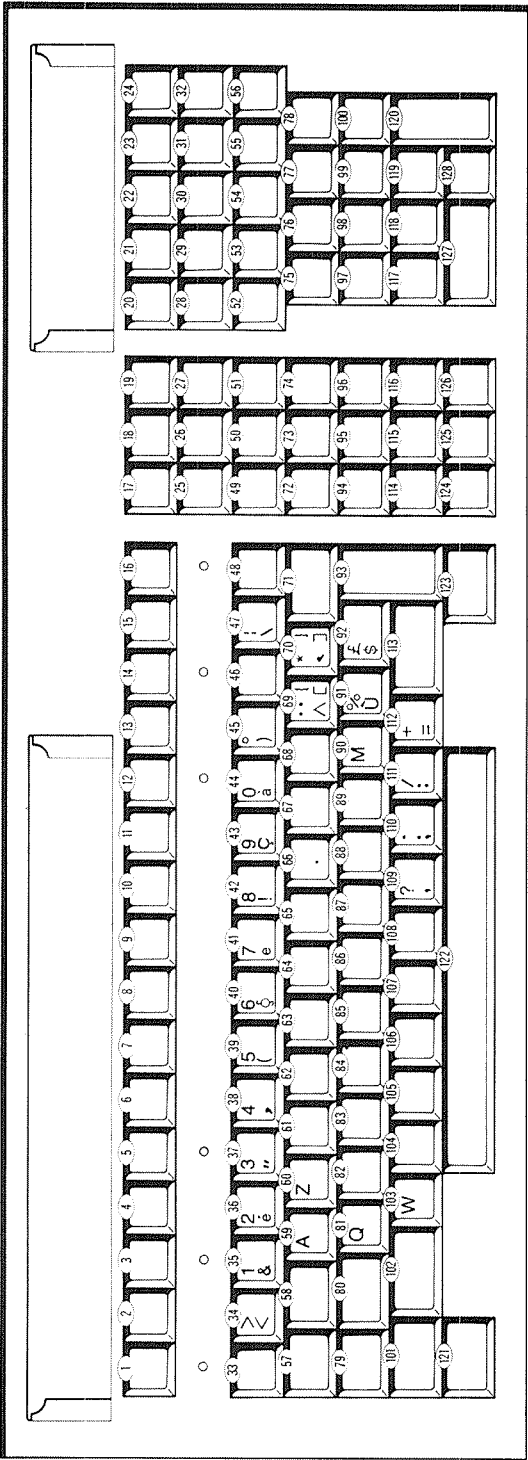 1 2 3 4 5 6 7 8 9 10 11 12 13 14 15 16 17 18 19 20 21 22 23 24
25 26 27 28 29 30 31 32
33 34 35 36 37 38 39 40 41 42 43 44 45 46 47 48 49 50 51 52 53 54 55 56
> 1 2 3 4 5 6 7 8 9 0 ° ¦
< & é " ' ( § è ! Ç à ) \
57 58 59 60 61 62 63 64 65 66 67 68 69 70 71 72 73 74 75 76 77 78
A Z . ¨ { * }
^ [ ` ]
79 80 81 82 83 84 85 86 87 88 89 90 91 92 93 94 95 96 97 98 99 100
Q M % £
Ù $
101 102 103 104 105 106 107 108 109 110 111 112 113 114 115 116 117 118 119 120
W ? . / +
, ; : =
121 122 123 124 125 126 127 128